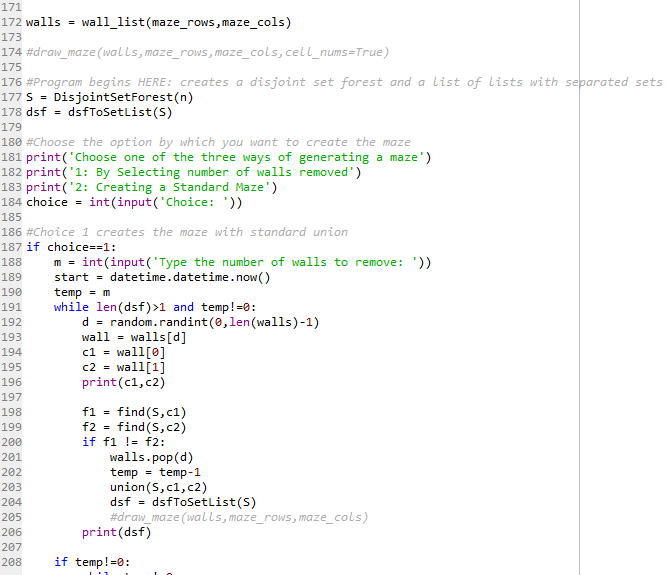 171
172 walls = wall_list(maze_rows,maze_cols)
173
174 #draw_maze(walls,maze_rows,maze_cols,cell_nums=True)
175
176 #Program begins HERE: creates a disjoint set forest and a list of lists with separated sets
177 S = DisjointSetForest(n)
178 dsf = dsfToSetList(S)
179
180 #Choose the option by which you want to create the maze
181 print('Choose one of the three ways of generating a maze')
182 print('1: By Selecting number of walls removed')
183 print('2: Creating a Standard Maze')
184 choice = int(input('Choice: '))
185
186 #Choice 1 creates the maze with standard union
187 if choice==1:
188     m = int(input('Type the number of walls to remove: '))
189     start = datetime.datetime.now()
190     temp = m
191     while len(dsf)>1 and temp!=0:
192         d = random.randint(0,len(walls)-1)
193         wall = walls[d]
194         c1 = wall[0]
195         c2 = wall[1]
196         print(c1,c2)
197
198         f1 = find(S,c1)
199         f2 = find(S,c2)
200         if f1 != f2:
201             walls.pop(d)
202             temp = temp-1
203             union(S,c1,c2)
204             dsf = dsfToSetList(S)
205             #draw_maze(walls,maze_rows,maze_cols)
206         print(dsf)
207
208     if temp!=0: